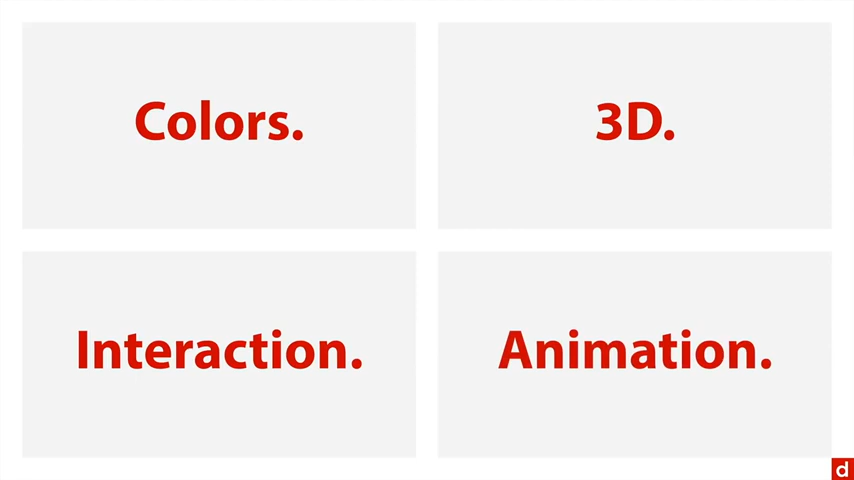 Colors.
3D.
Interaction.
Animation.
d